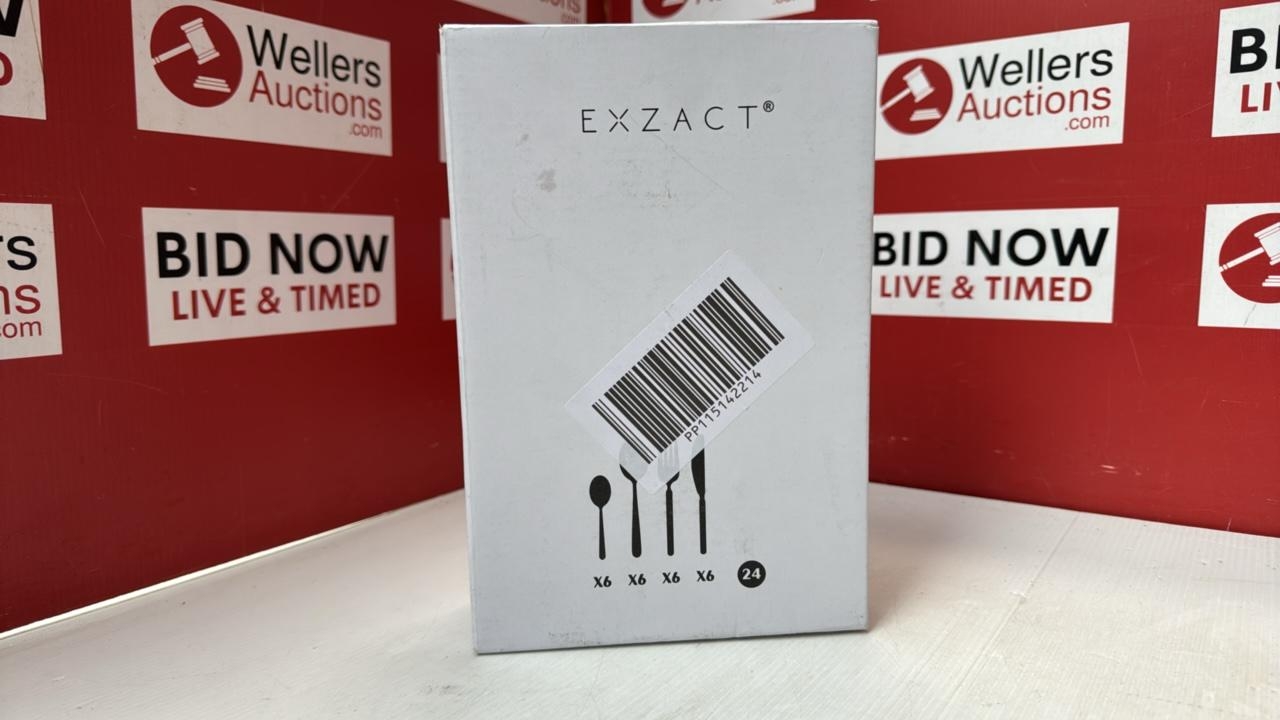 NOW
Wellers
Auctions
.com
BID NOW
LIVE & TIMED
EXZACT®
PP115142214
X6 X6 X6 X6 24
Wellers
Auctions
.com
BID NOW
LIVE & TIMED